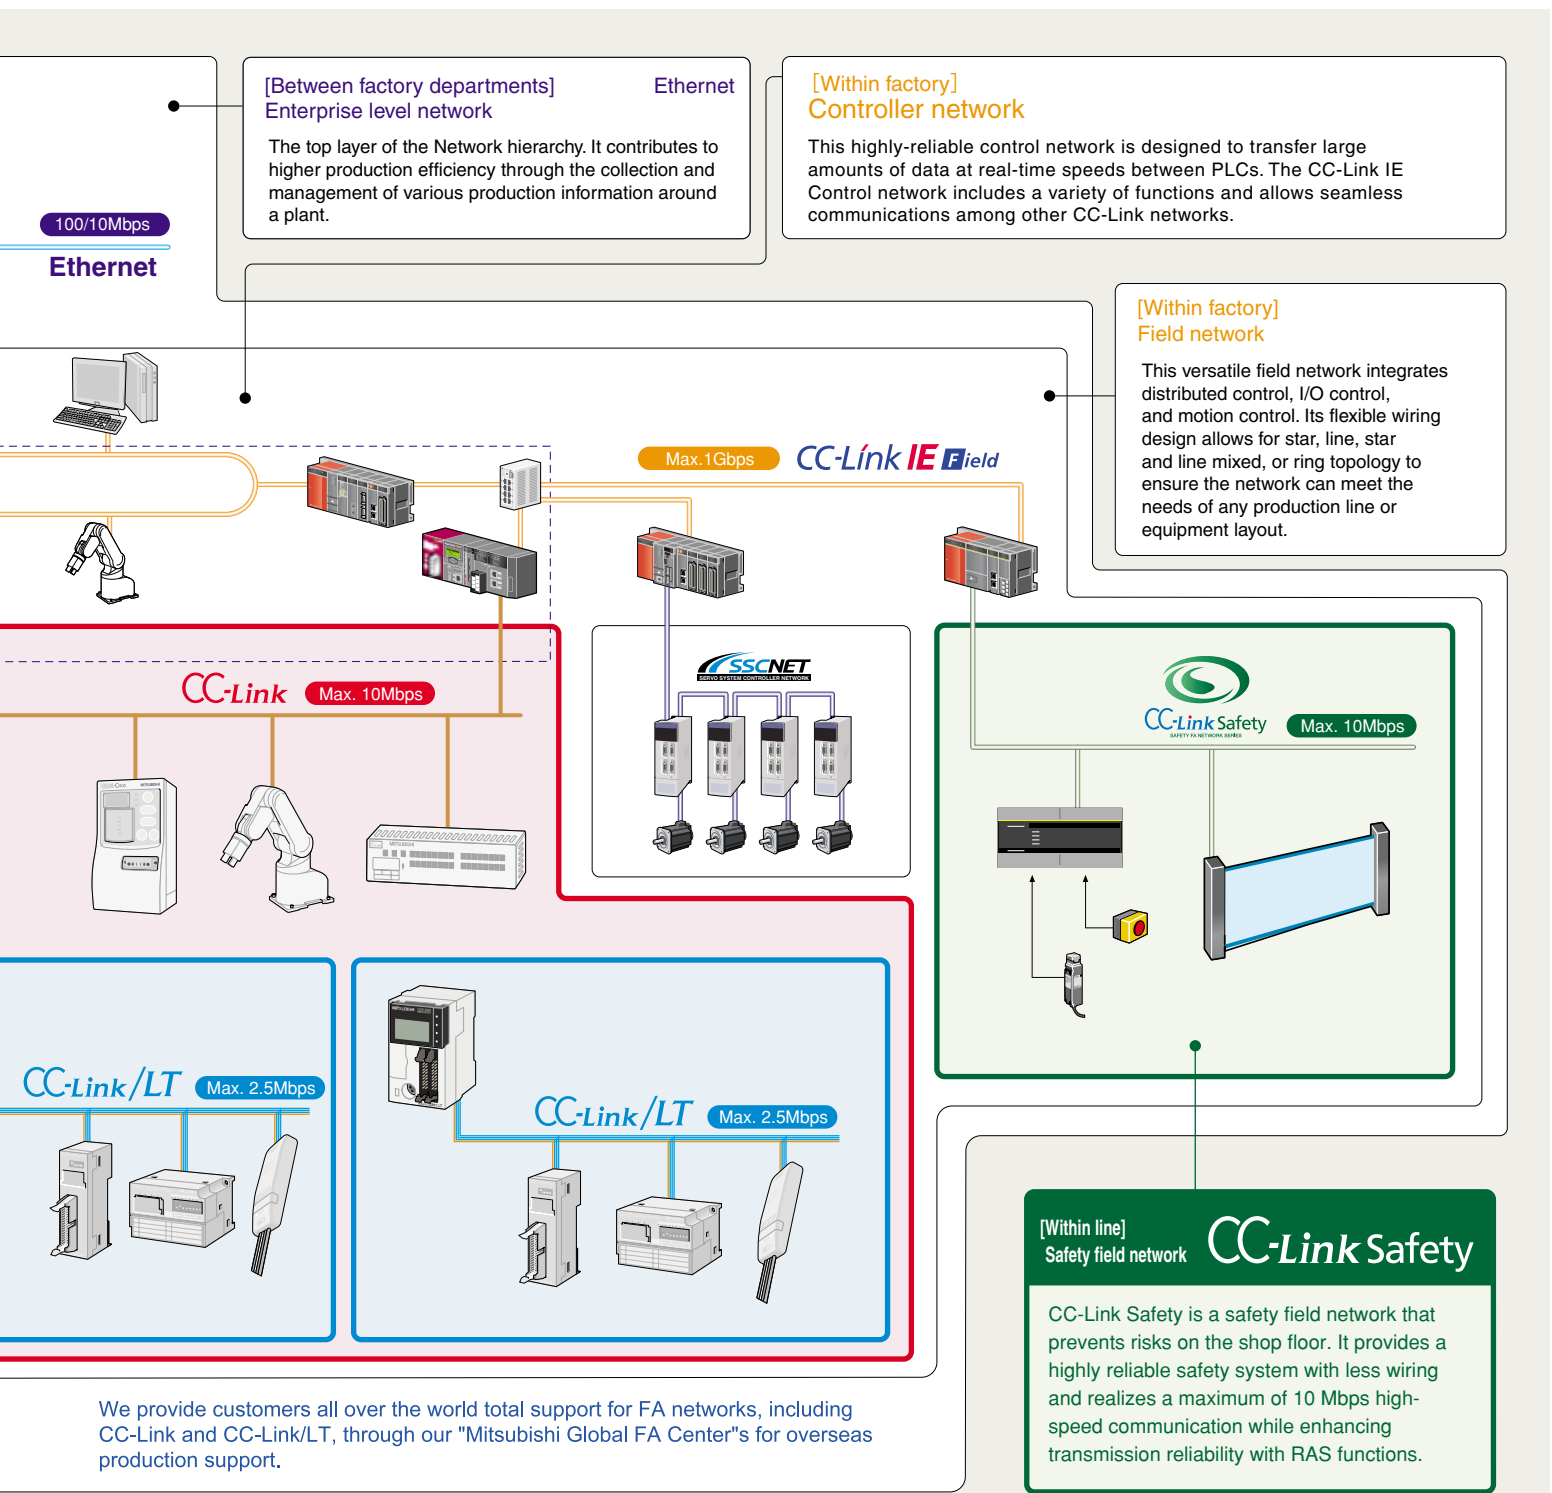 [Between factory departments] Ethernet
Enterprise level network
The top layer of the Network hierarchy. It contributes to
higher production efficiency through the collection and
management of various production information around
a plant.
[Within factory]
Controller network
This highly-reliable control network is designed to transfer large
amounts of data at real-time speeds between PLCs. The CC-Link IE
Control network includes a variety of functions and allows seamless
communications among other CC-Link networks.
100/10Mbps
Ethernet
[Within factory]
Field network
This versatile field network integrates
distributed control, I/O control,
and motion control. Its flexible wiring
design allows for star, line, star
and line mixed, or ring topology to
ensure the network can meet the
needs of any production line or
equipment layout.
Max.1Gbps CC-Link IE Field
CC-Link Max. 10Mbps
SSCNET
SERVO SYSTEM CONTROLLER NETWORK
CC-Link Safety
SAFETY FA NETWORK SERIES
Max. 10Mbps
MITSUBISHI
MITSUBISHI
CC-Link/LT Max. 2.5Mbps
CC-Link/LT Max. 2.5Mbps
[Within line]
Safety field network CC-Link Safety
CC-Link Safety is a safety field network that
prevents risks on the shop floor. It provides a
highly reliable safety system with less wiring
and realizes a maximum of 10 Mbps high-
speed communication while enhancing
transmission reliability with RAS functions.
We provide customers all over the world total support for FA networks, including
CC-Link and CC-Link/LT, through our "Mitsubishi Global FA Center"s for overseas
production support.